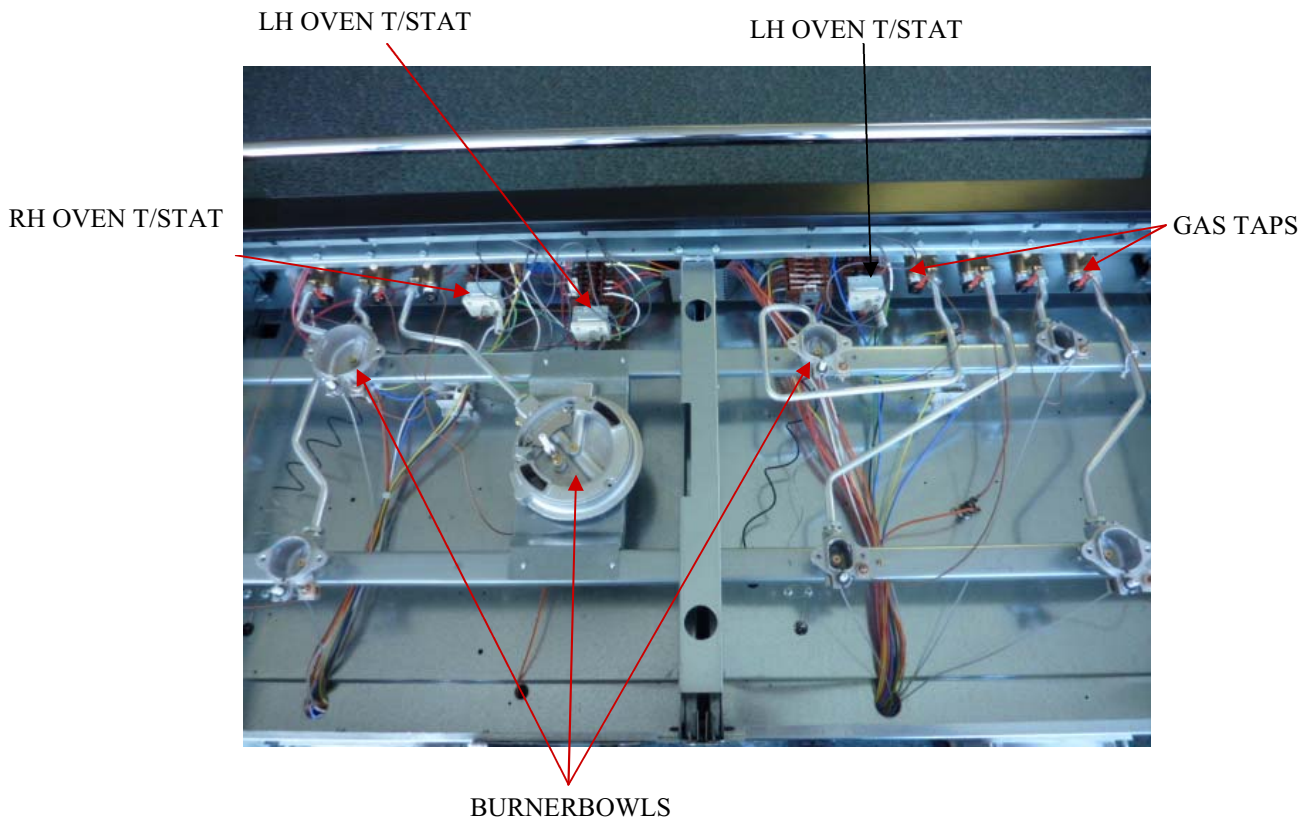 LH OVEN T/STAT
LH OVEN T/STAT
RH OVEN T/STAT
GAS TAPS
BURNERBOWLS